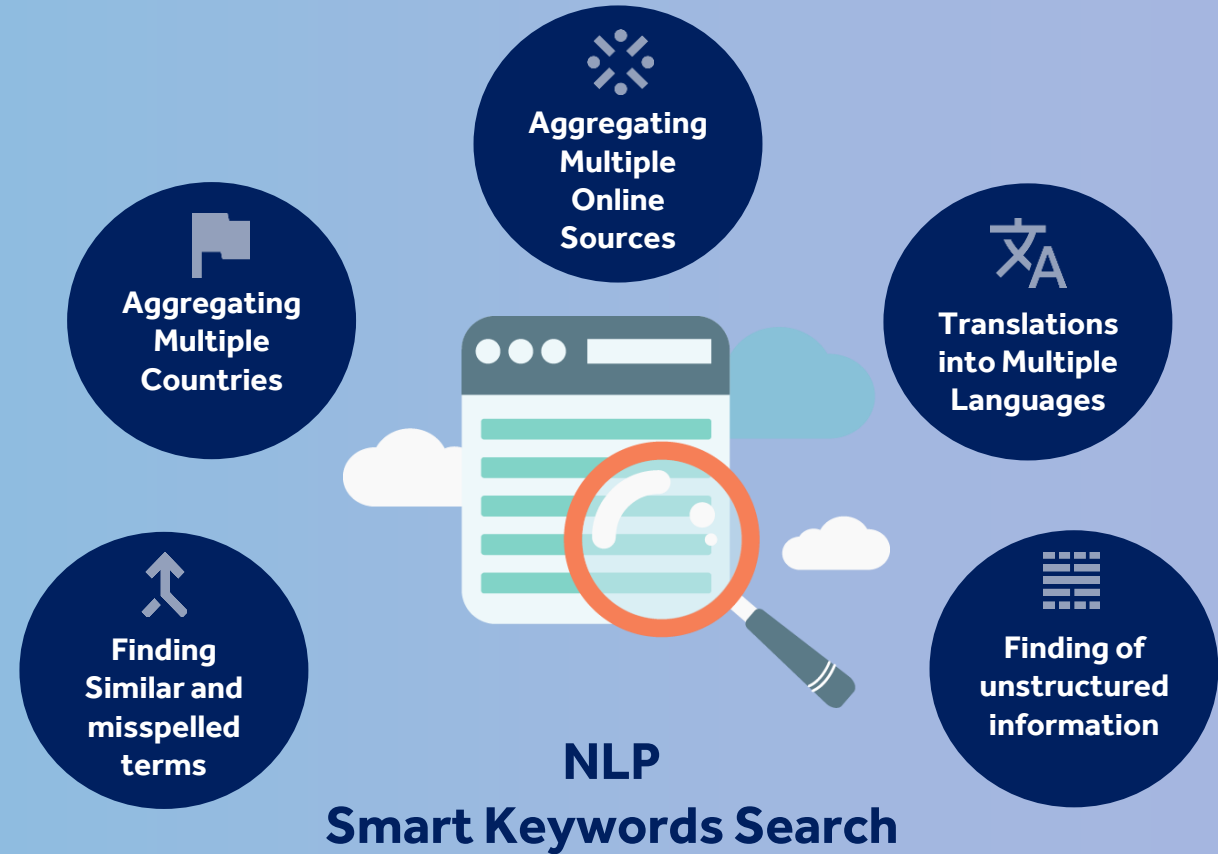 Aggregating
Multiple
Online
Sources
Aggregating
Multiple
Countries
Translations
into Multiple
Languages
Finding
Similar and
misspelled
terms
Finding of
unstructured
information
NLP
Smart Keywords Search